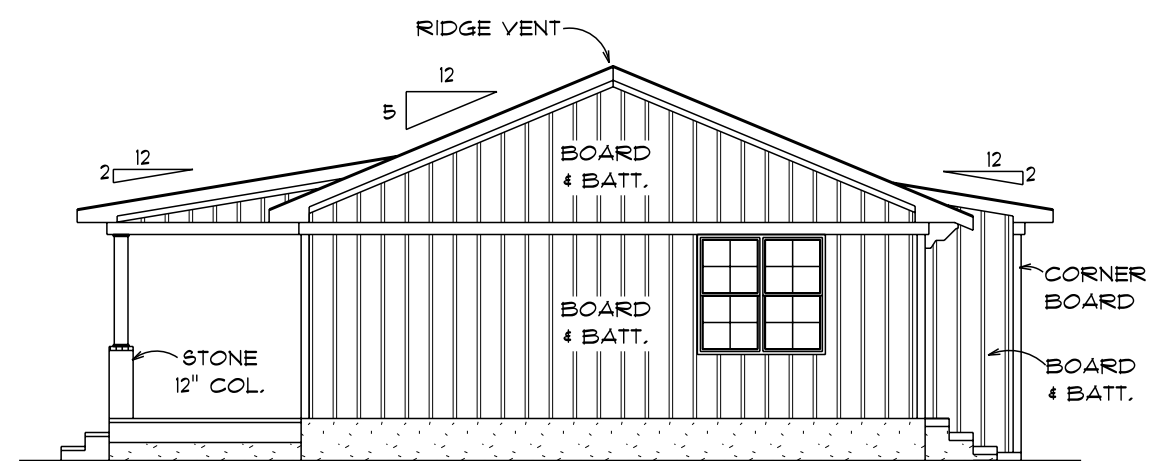 RIDGE VENT
12
5
12
2
BOARD
& BATT.
12
2
CORNER
BOARD
BOARD
& BATT.
STONE
12" COL.
BOARD
& BATT.